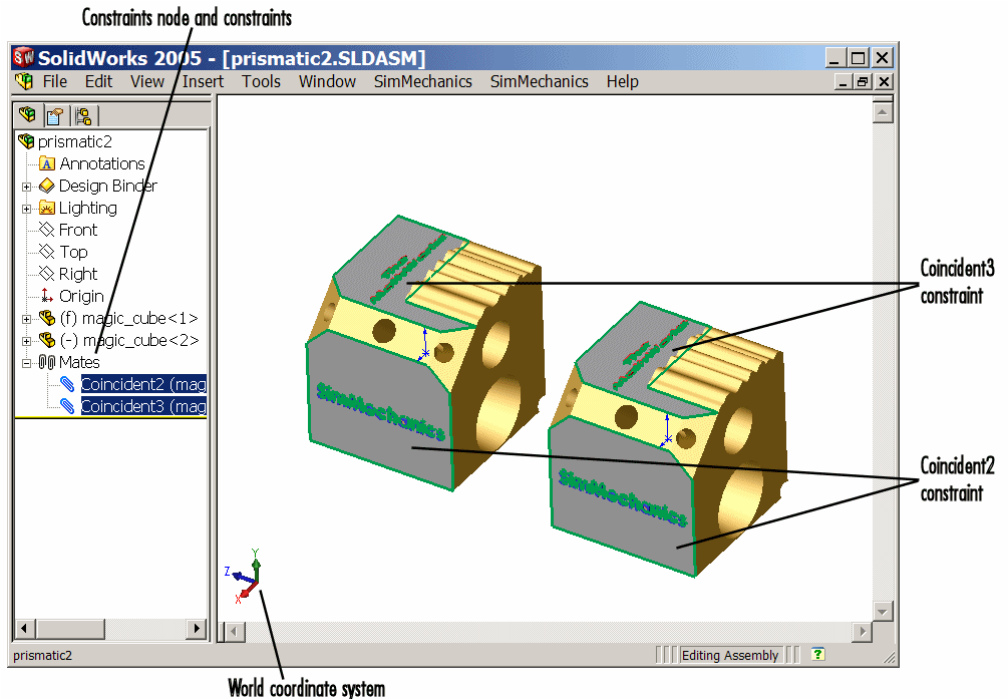 Constraints node and constraints
SolidWorks 2005 - [prismatic2.SLDASM]
File Edit View Insert Tools Window SimMechanics SimMechanics Help
prismatic2
Annotations
Design Binder
Lighting
Front
Top
Right
Origin
(f) magic_cube<1>
(-) magic_cube<2>
Mates
Coincident2 (mag
Coincident3 (mag
Coincident3
constraint
SimMechanics
SimMechanics
Coincident2
constraint
Y
Z
X
prismatic2
Editing Assembly
World coordinate system